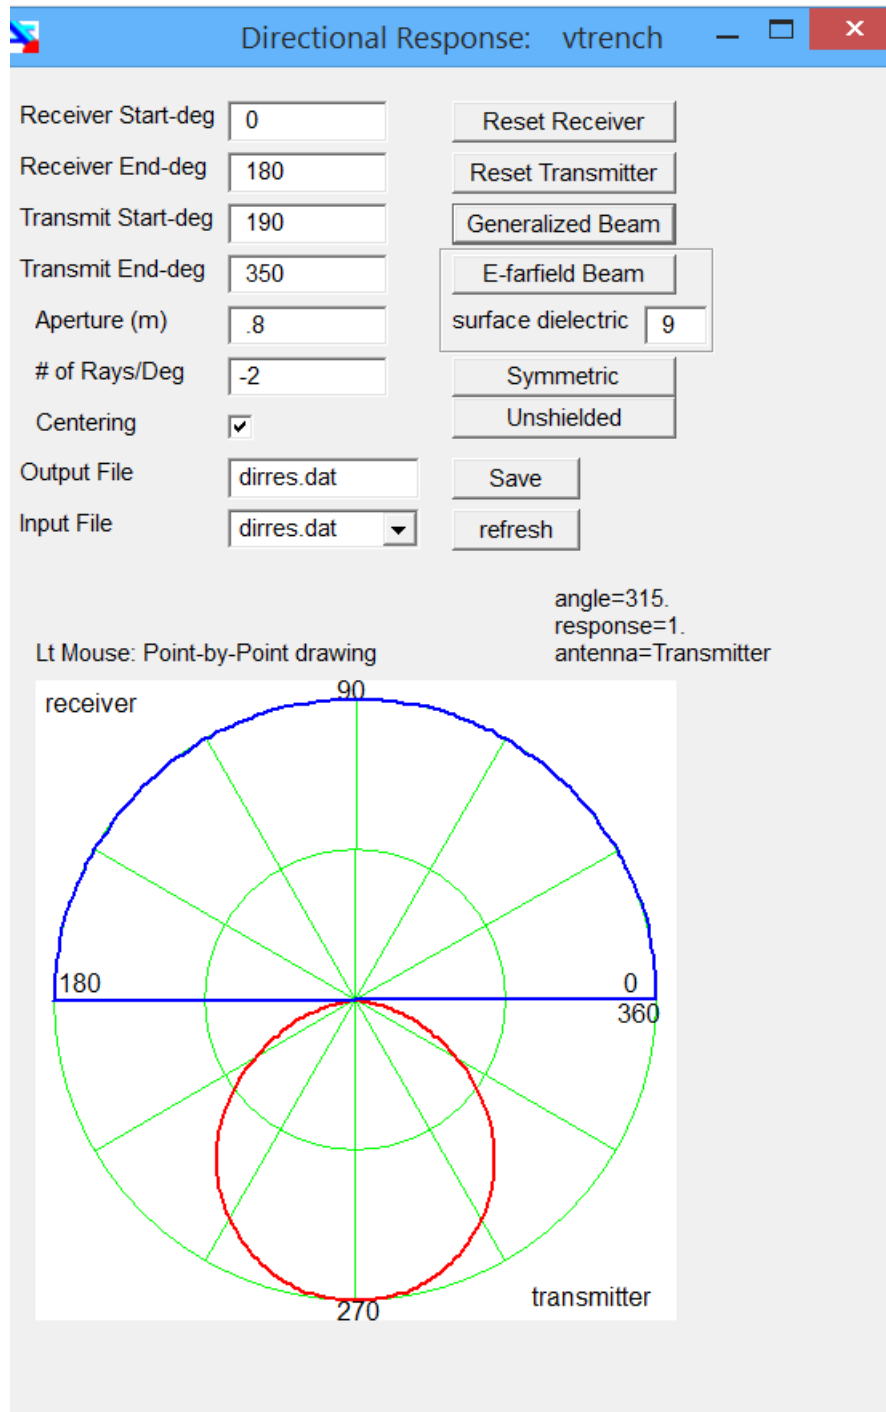 Directional Response: vtrench
Receiver Start-deg 0 Reset Receiver
Receiver End-deg 180 Reset Transmitter
Transmit Start-deg 190 Generalized Beam
Transmit End-deg 350 E-farfield Beam
Aperture (m) .8 surface dielectric 9
# of Rays/Deg -2 Symmetric
Centering Unshielded
Output File dirres.dat Save
Input File dirres.dat refresh
angle=315.
response=1.
Lt Mouse: Point-by-Point drawing antenna=Transmitter
receiver 90
180 0
360
270 transmitter